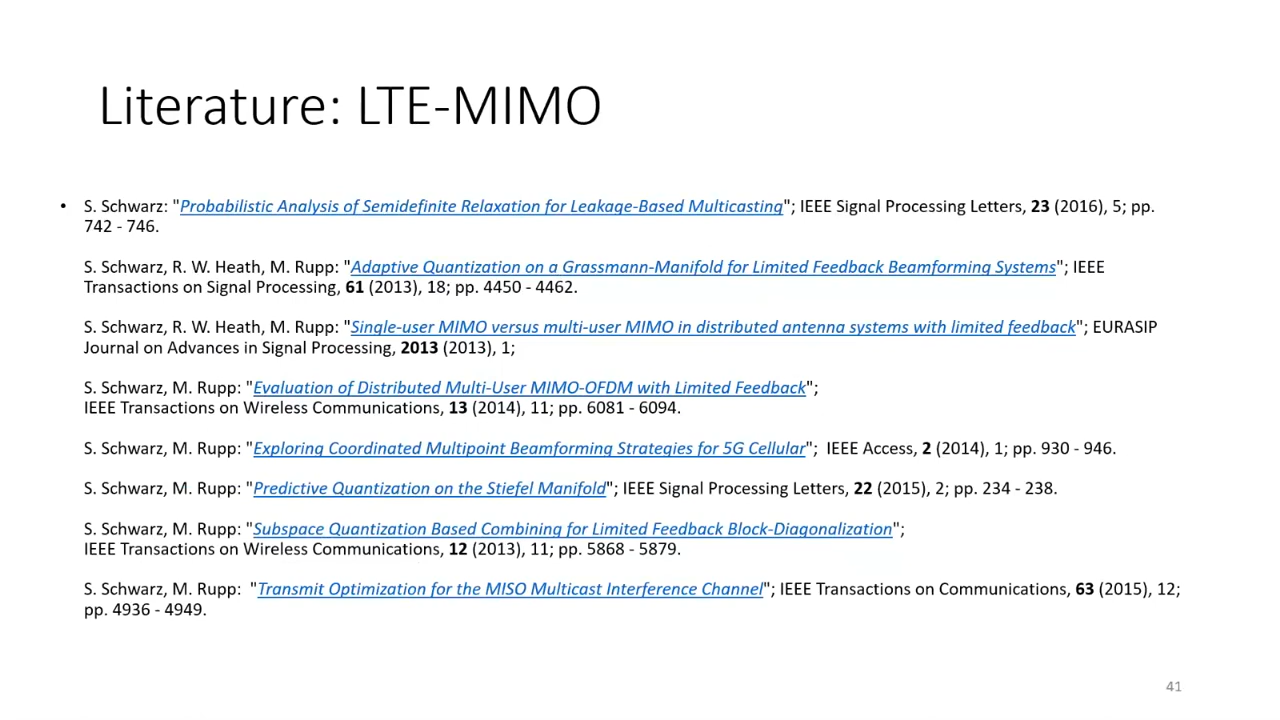 Literature: LTE-MIMO
• S. Schwarz: "Probabilistic Analysis of Semidefinite Relaxation for Leakage-Based Multicasting"; IEEE Signal Processing Letters, 23 (2016), 5; pp.
742 - 746.
S. Schwarz, R. W. Heath, M. Rupp: "Adaptive Quantization on a Grassmann-Manifold for Limited Feedback Beamforming Systems"; IEEE
Transactions on Signal Processing, 61 (2013), 18; pp. 4450 - 4462.
S. Schwarz, R. W. Heath, M. Rupp: "Single-user MIMO versus multi-user MIMO in distributed antenna systems with limited feedback"; EURASIP
Journal on Advances in Signal Processing, 2013 (2013), 1;
S. Schwarz, M. Rupp: "Evaluation of Distributed Multi-User MIMO-OFDM with Limited Feedback";
IEEE Transactions on Wireless Communications, 13 (2014), 11; pp. 6081 - 6094.
S. Schwarz, M. Rupp: "Exploring Coordinated Multipoint Beamforming Strategies for 5G Cellular";  IEEE Access, 2 (2014), 1; pp. 930 - 946.
S. Schwarz, M. Rupp: "Predictive Quantization on the Stiefel Manifold"; IEEE Signal Processing Letters, 22 (2015), 2; pp. 234 - 238.
S. Schwarz, M. Rupp: "Subspace Quantization Based Combining for Limited Feedback Block-Diagonalization";
IEEE Transactions on Wireless Communications, 12 (2013), 11; pp. 5868 - 5879.
S. Schwarz, M. Rupp:  "Transmit Optimization for the MISO Multicast Interference Channel"; IEEE Transactions on Communications, 63 (2015), 12;
pp. 4936 - 4949.
41